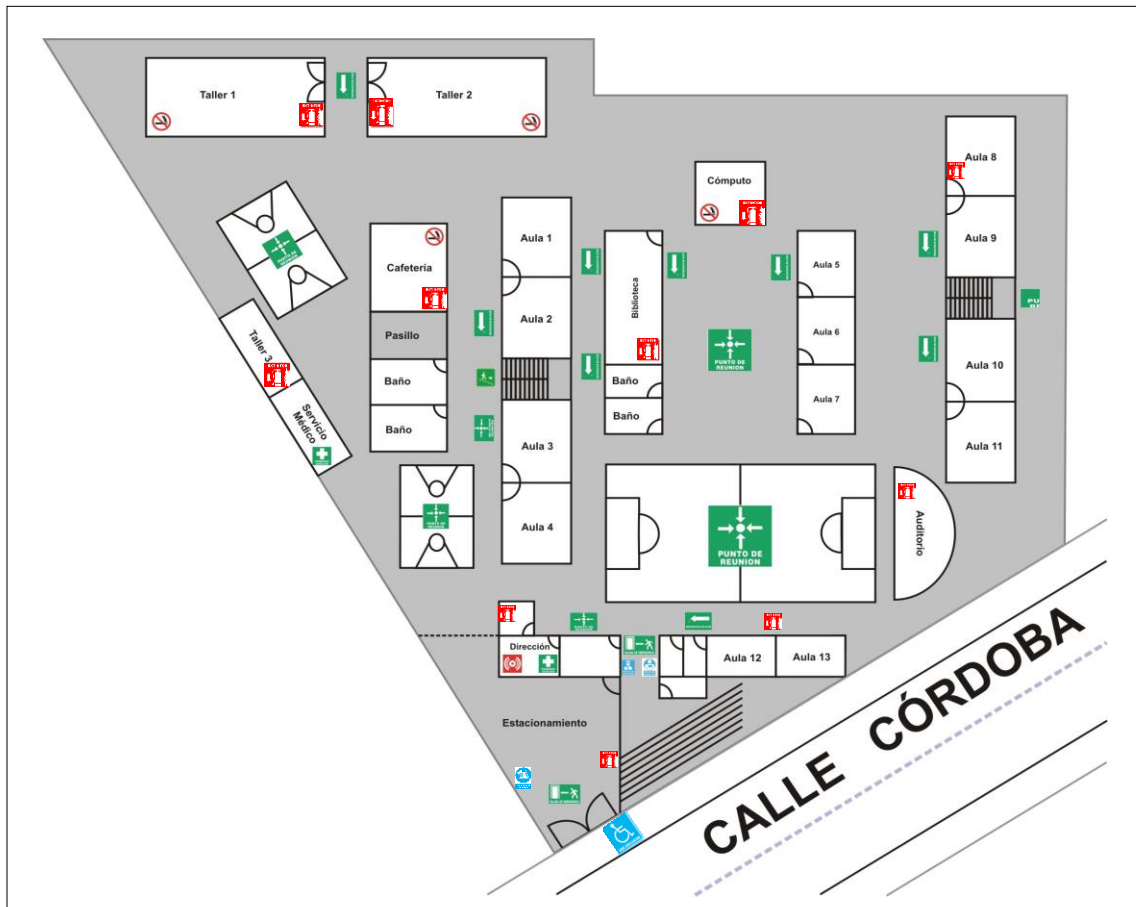 Taller 1
Taller 2
Aula 8
Cómputo
EXTINTOR
Aula 1
Aula 9
Cafetería
Aula 5
Biblioteca
Taller 3
Aula 2
Pasillo
Aula 6
PUNTO DE
REUNION
Aula 10
Baño
Baño
Aula 7
Servicio
Médico
Baño
Baño
Aula 3
Aula 11
Aula 4
PUNTO DE
REUNION
Auditorio
Dirección
Aula 12
Aula 13
Estacionamiento
CALLE CÓRDOBA